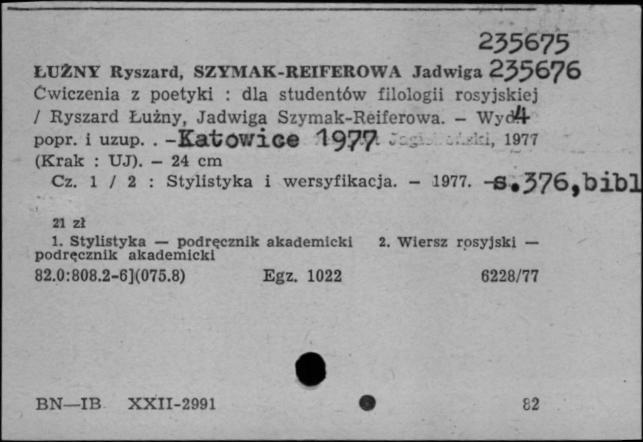 235675
ŁUŻNY Ryszard, SZYMAK-REIFEROWA Jadwiga 235676
Ćwiczenia z poetyki : dla studentów filologii rosyjskiej
/ Ryszard Łużny, Jadwiga Szymak-Reiferowa. – Wyd4
popr. i uzup. . –Katowice 1977 1977
(Krak : UJ). – 24 cm
Cz. 1 / 2 : Stylistyka i wersyfikacja. – 1977. –s.376,bibl
21 zł
1. Stylistyka — podręcznik akademicki 2. Wiersz rosyjski —
podręcznik akademicki
82.0:808.2-6](075.8) Egz. 1022 6228/77
BN—IB XXII-2991 82